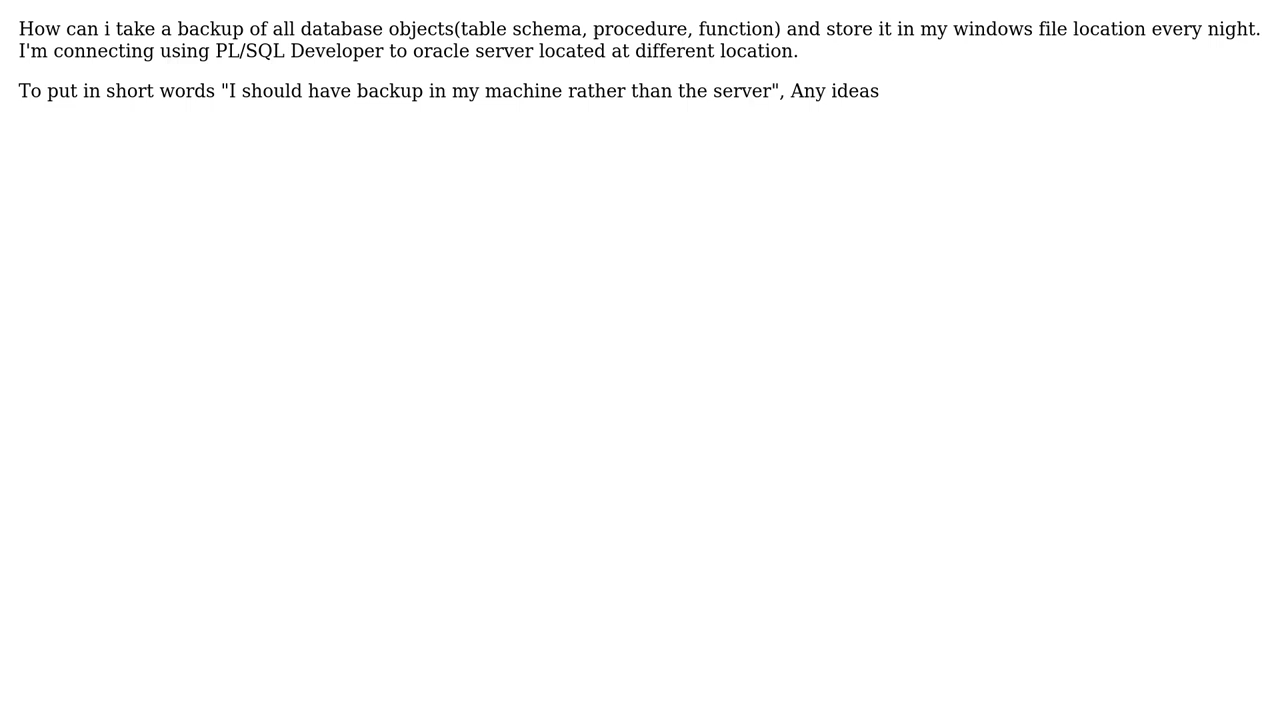 How can i take a backup of all database objects(table schema, procedure, function) and store it in my windows file location every night.
I'm connecting using PL/SQL Developer to oracle server located at different location.
To put in short words "I should have backup in my machine rather than the server", Any ideas